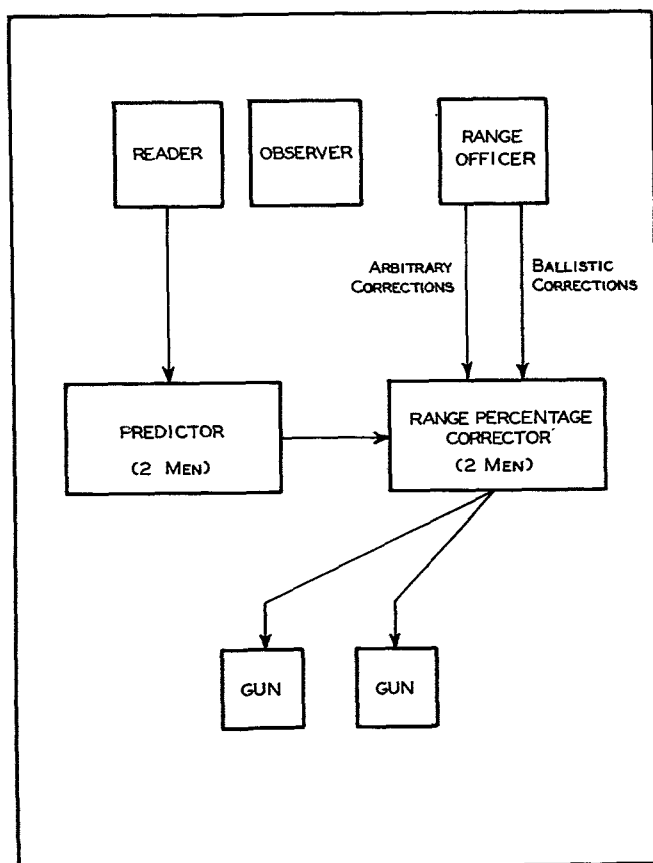 READER
OBSERVER
RANGE
OFFICER
ARBITRARY
CORRECTIONS
BALLISTIC
CORRECTIONS
PREDICTOR
(2 MEN)
RANGE PERCENTAGE
CORRECTOR
(2 MEN)
GUN
GUN